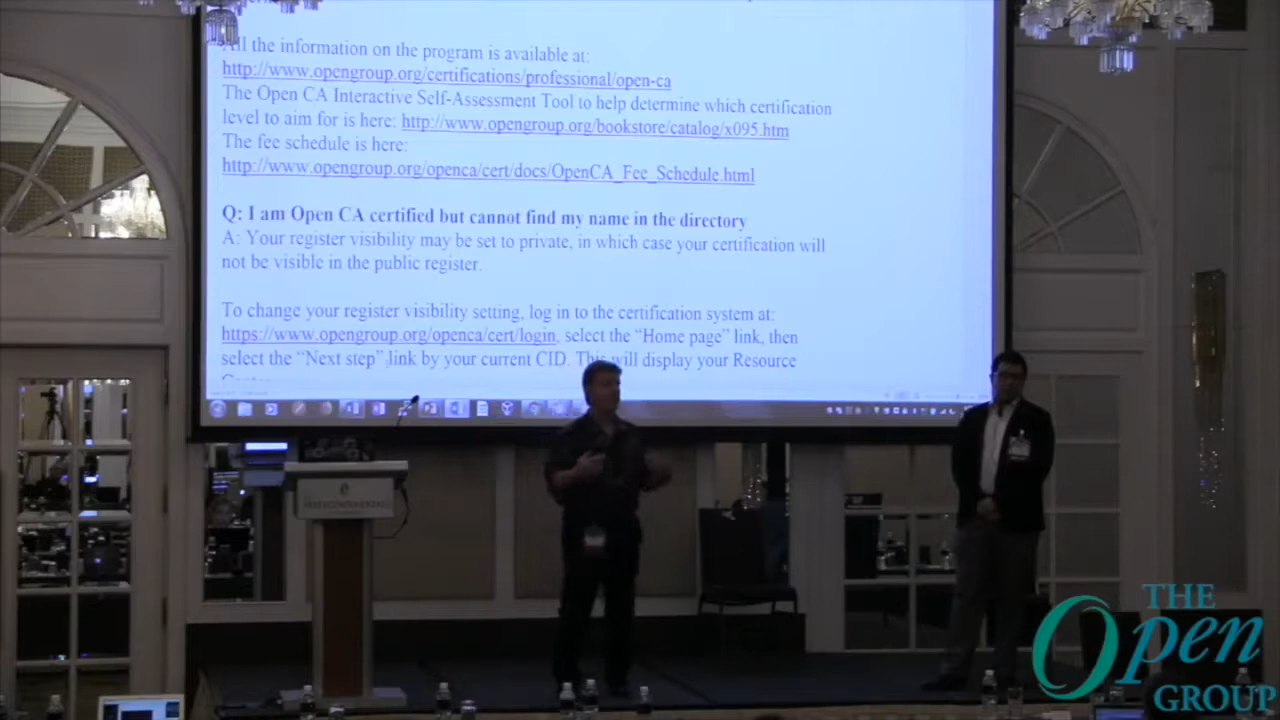 All the information on the program is available at:
http://www.opengroup.org/certifications/professional/open-ca
The Open CA Interactive Self-Assessment Tool to help determine which certification
level to aim for is here: http://www.opengroup.org/bookstore/catalog/x095.htm
The fee schedule is here:
http://www.opengroup.org/openca/cert/docs/OpenCA_Fee_Schedule.html
Q: I am Open CA certified but cannot find my name in the directory
A: Your register visibility may be set to private, in which case your certification will
not be visible in the public register.
To change your register visibility setting, log in to the certification system at:
https://www.opengroup.org/openca/cert/login, select the “Home page” link, then
select the “Next step” link by your current CID. This will display your Resource
THE
Open
GROUP